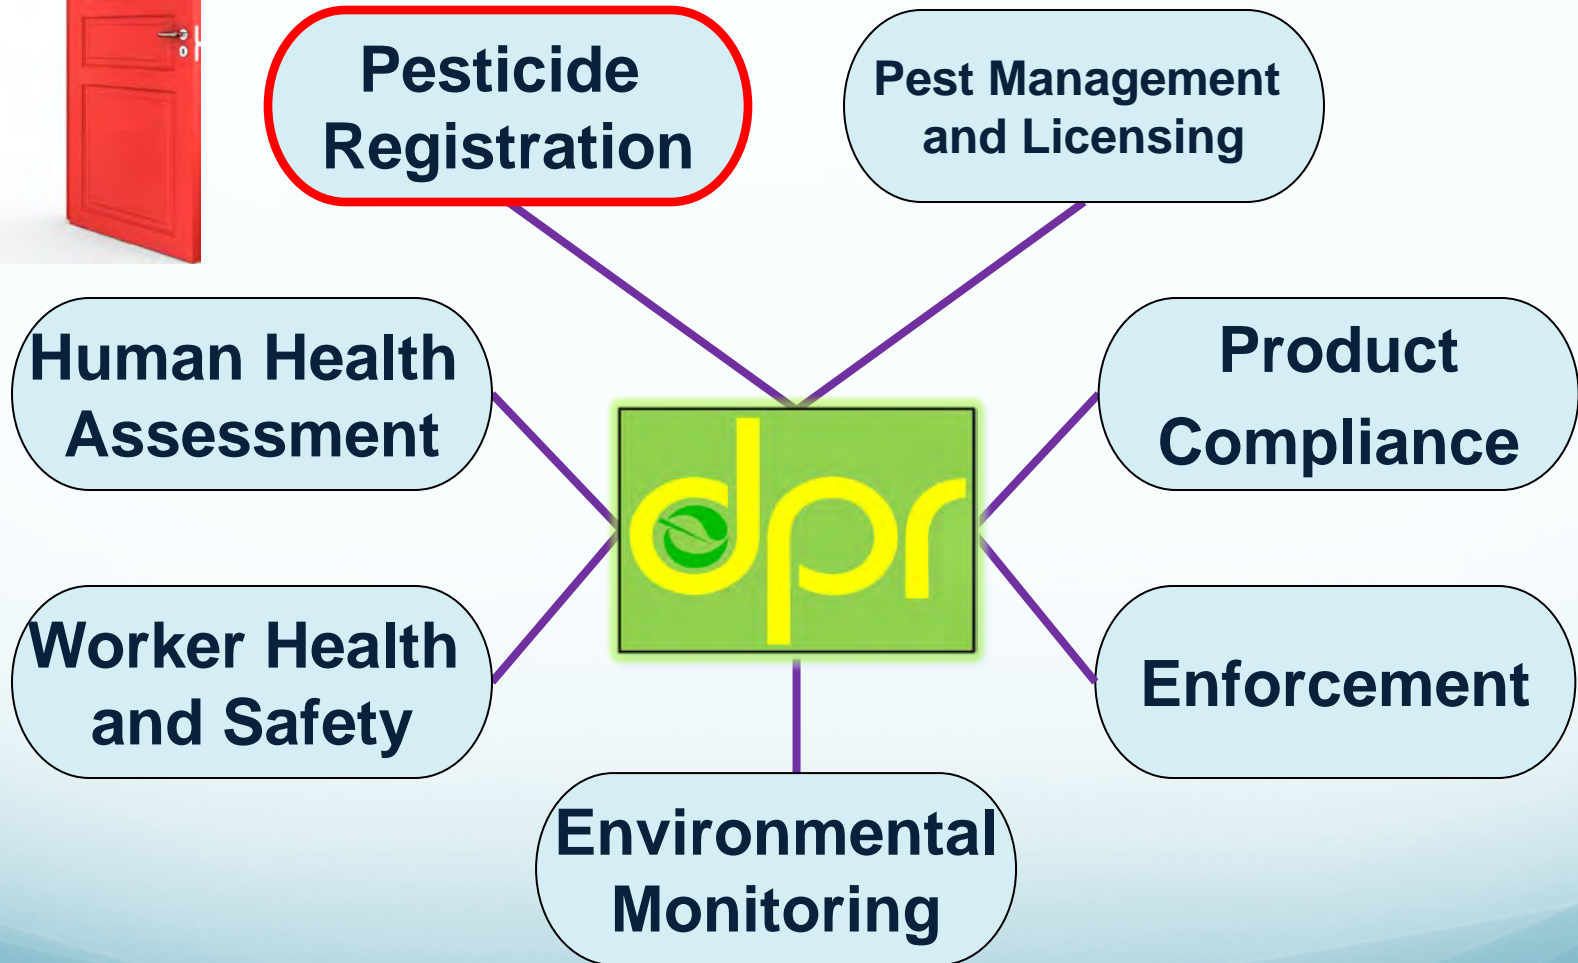 Pesticide
Registration
Pest Management
and Licensing
Human Health
Assessment
Product
Compliance
dpr
Worker Health
and Safety
Enforcement
Environmental
Monitoring